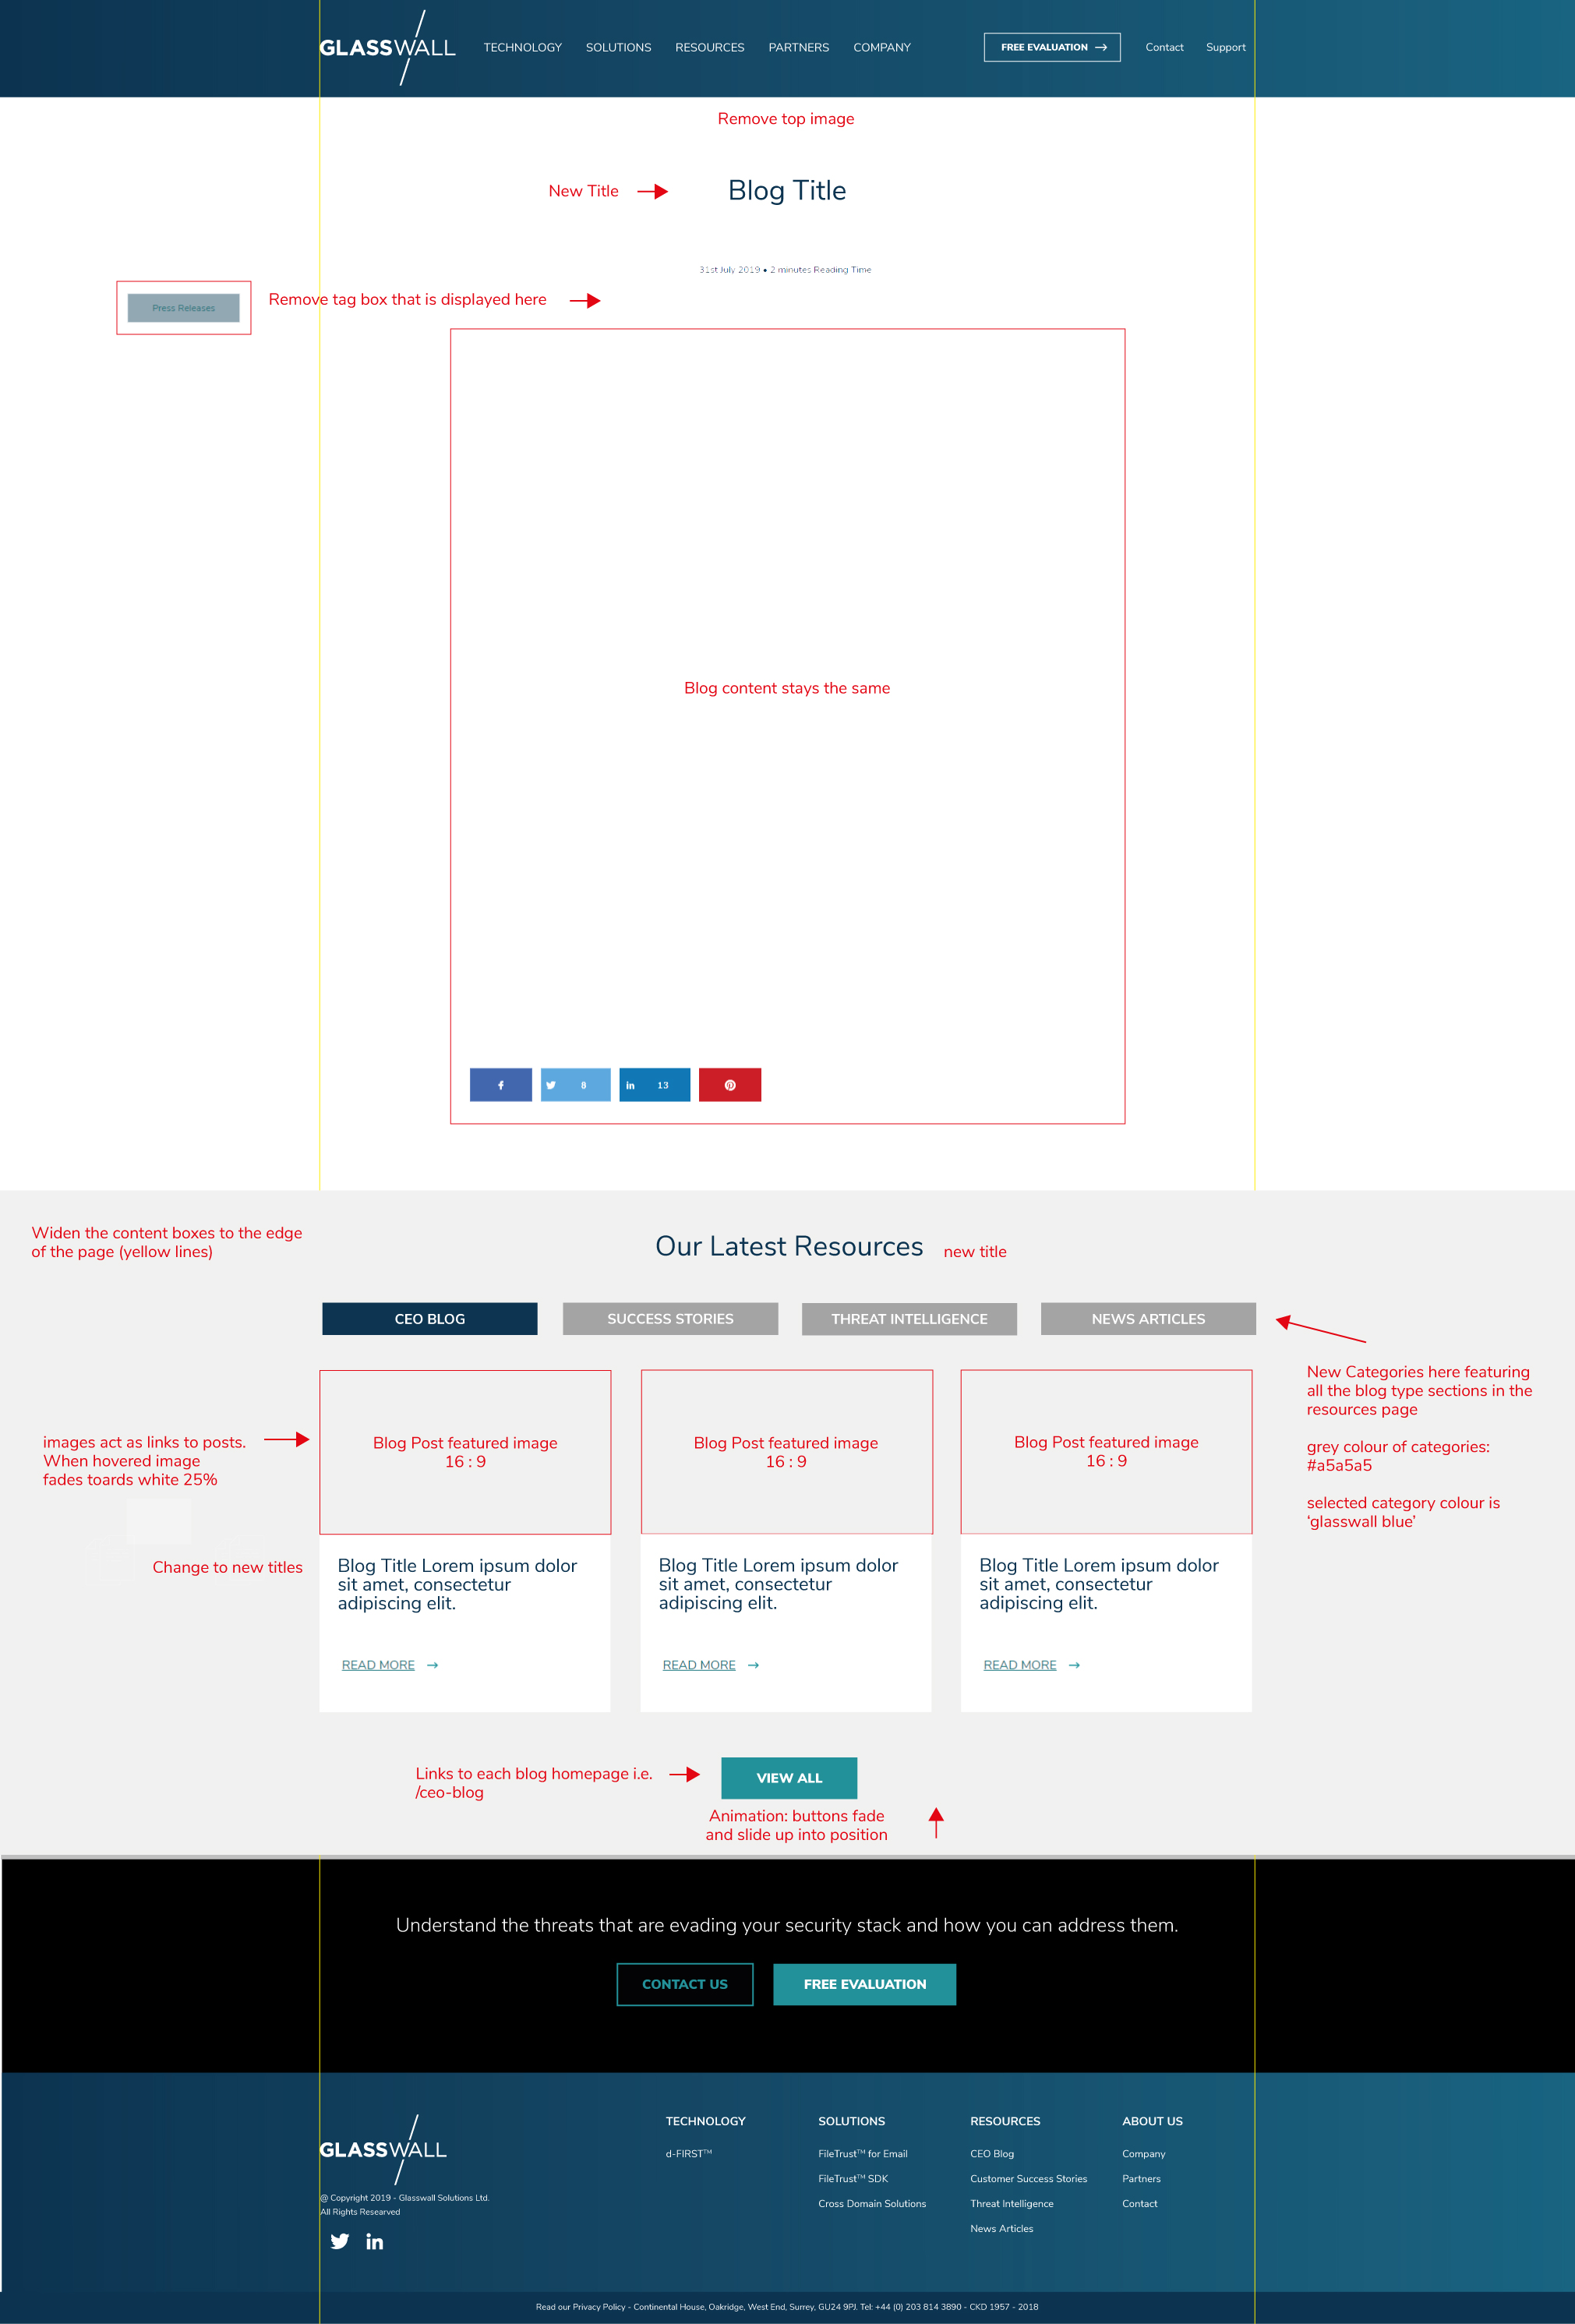 GLASSWALL TECHNOLOGY SOLUTIONS RESOURCES PARTNERS COMPANY FREE EVALUATION → Contact Support
Remove top image
New Title
Blog Title
31st July 2019 • 2 minutes Reading Time
Press Releases
Remove tag box that is displayed here
Blog content stays the same
8
in 13
Widen the content boxes to the edge
of the page (yellow lines)
Our Latest Resources
new title
CEO BLOG
SUCCESS STORIES
THREAT INTELLIGENCE
NEWS ARTICLES
New Categories here featuring
all the blog type sections in the
resources page
grey colour of categories:
#a5a5a5
selected category colour is
‘glasswall blue’
images act as links to posts.
When hovered image
fades toards white 25%
Blog Post featured image
16 : 9
Blog Post featured image
16 : 9
Blog Post featured image
16 : 9
Change to new titles
Blog Title Lorem ipsum dolor
sit amet, consectetur
adipiscing elit.
READ MORE →
Blog Title Lorem ipsum dolor
sit amet, consectetur
adipiscing elit.
READ MORE →
Blog Title Lorem ipsum dolor
sit amet, consectetur
adipiscing elit.
READ MORE →
Links to each blog homepage i.e.
/ceo-blog
VIEW ALL
Animation: buttons fade
and slide up into position
Understand the threats that are evading your security stack and how you can address them.
CONTACT US
FREE EVALUATION
GLASSWALL
@ Copyright 2019 - Glasswall Solutions Ltd.
All Rights Researved
in
TECHNOLOGY
d-FIRST™
SOLUTIONS
FileTrust™ for Email
FileTrust™ SDK
Cross Domain Solutions
RESOURCES
CEO Blog
Customer Success Stories
Threat Intelligence
News Articles
ABOUT US
Company
Partners
Contact
Read our Privacy Policy - Continental House, Oakridge, West End, Surrey, GU24 9PJ. Tel: +44 (0) 203 814 3890 - CKD 1957 - 2018